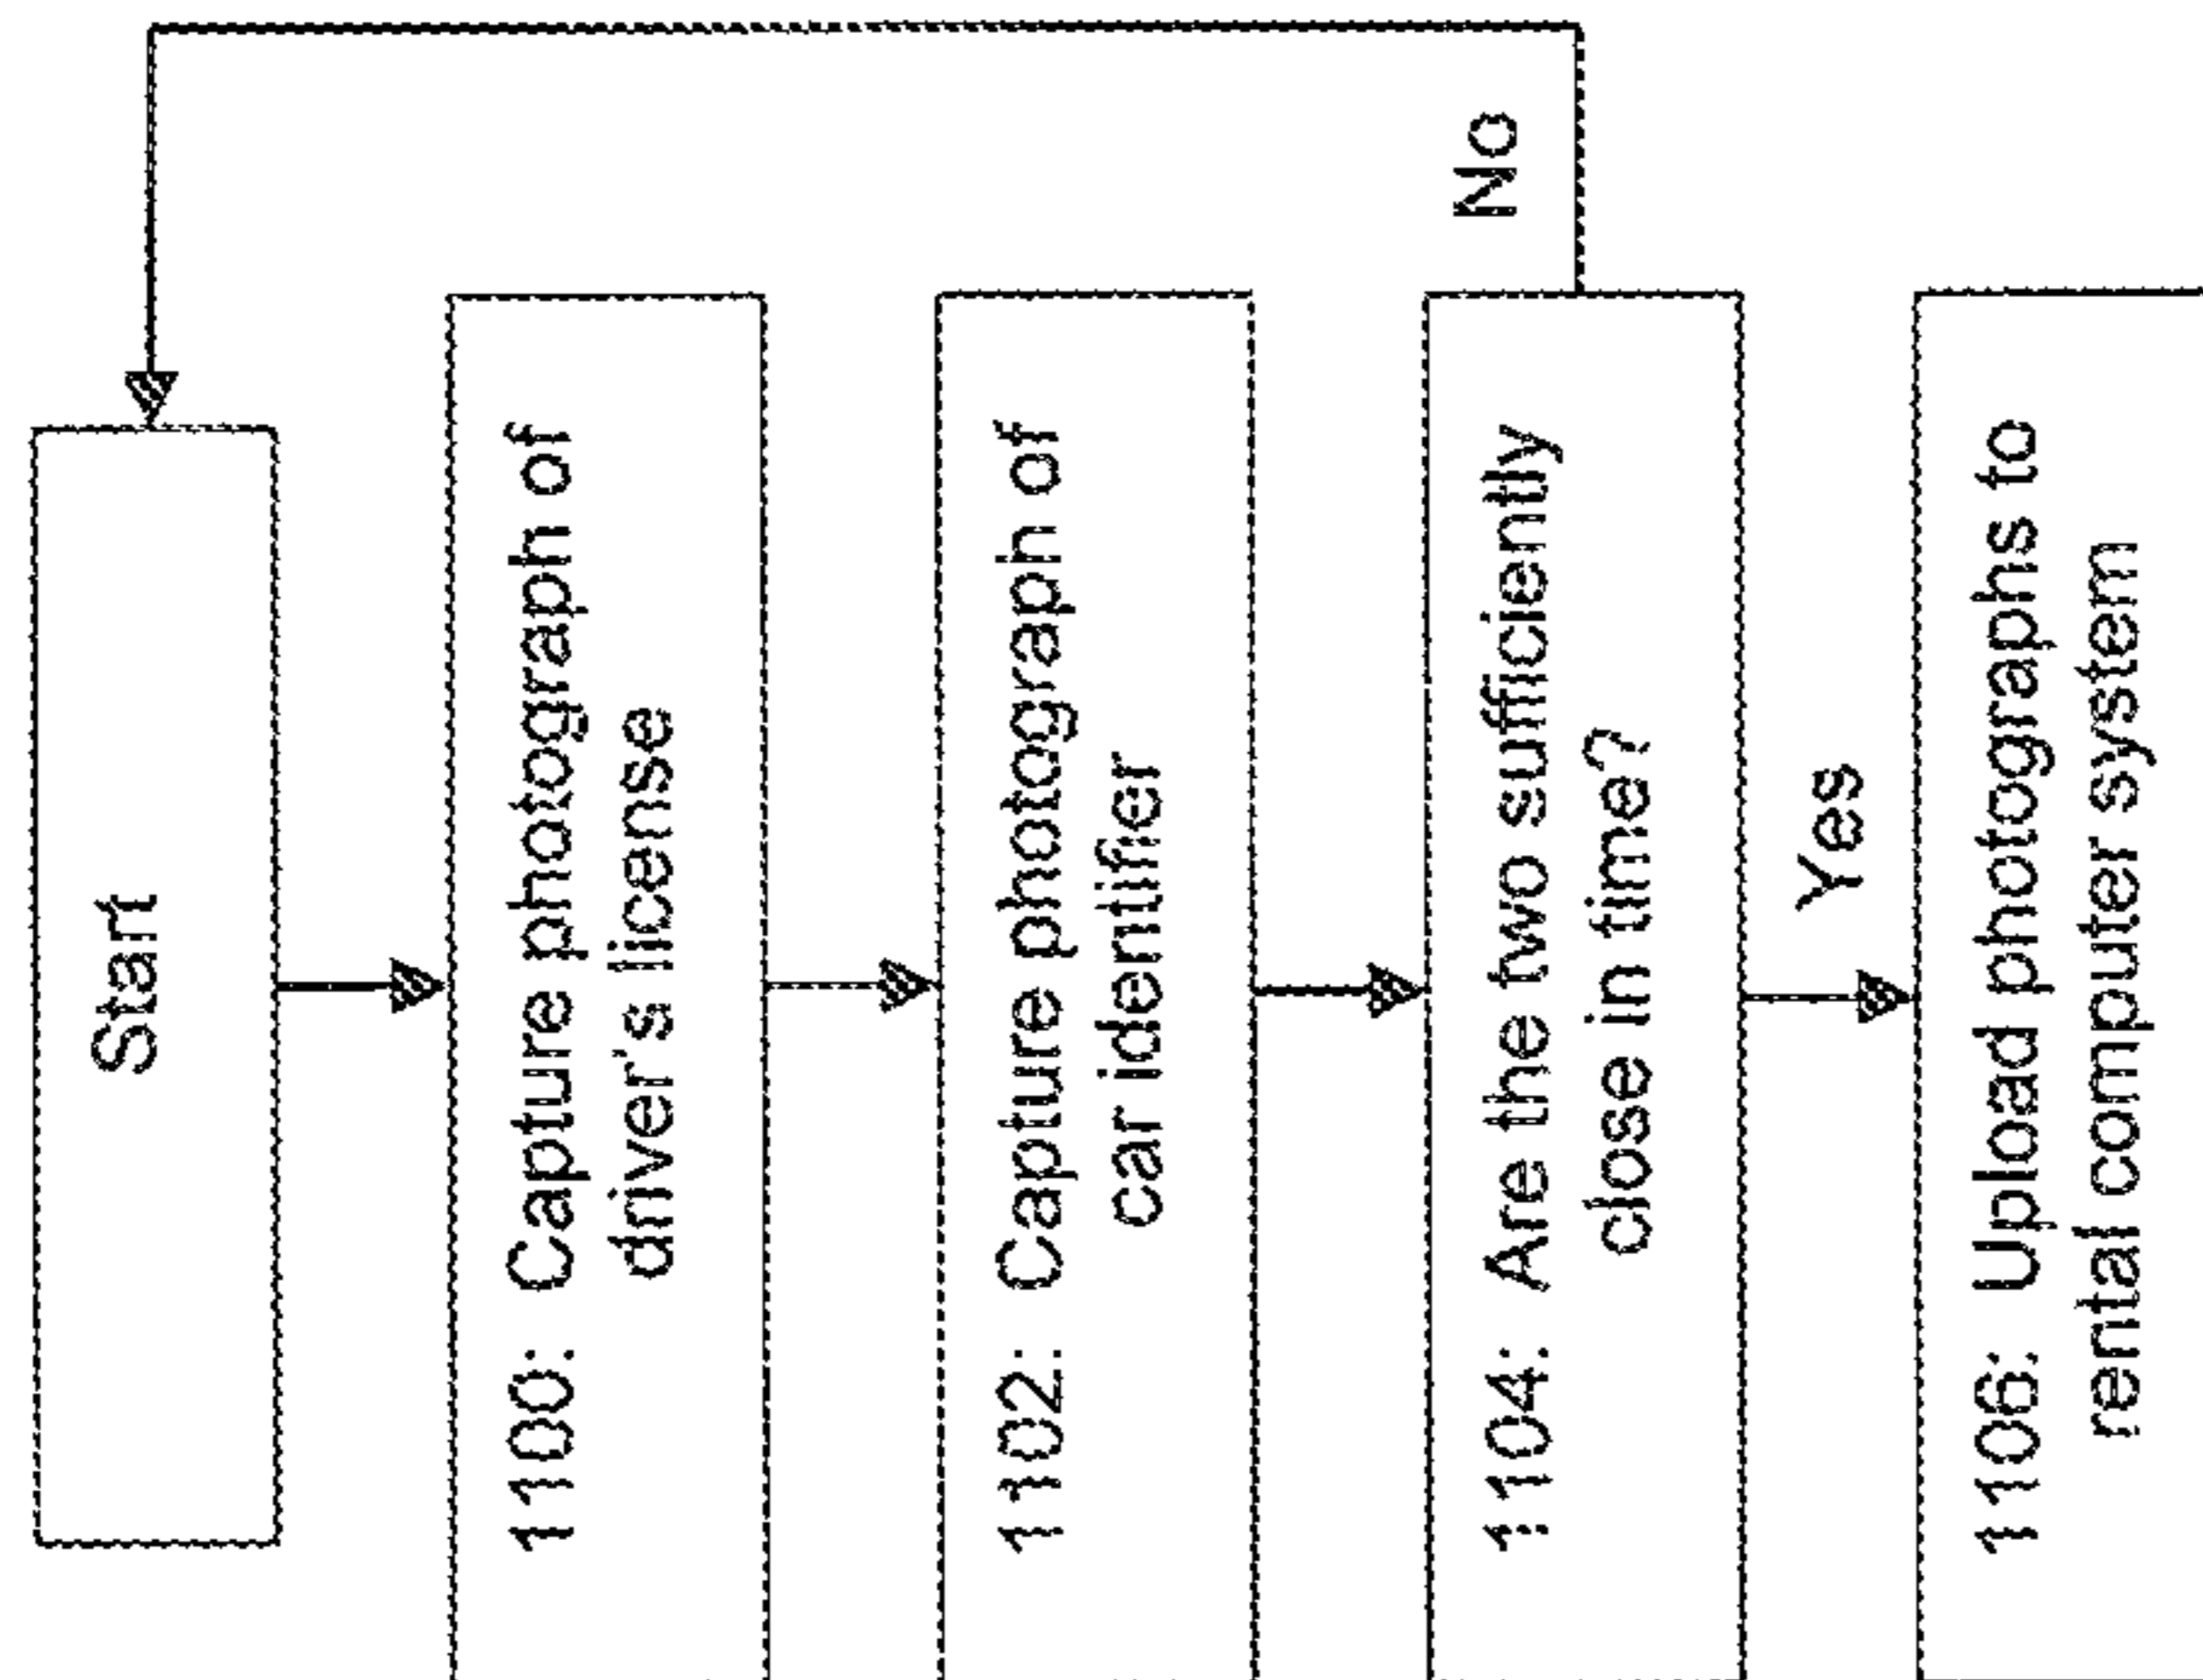 Start
1100:  Capture photograph of
driver's license
1102:  Capture photograph of
car identifier
1104:  Are the two sufficiently
close in time?
No
Yes
1106:  Upload photographs to
rental computer system